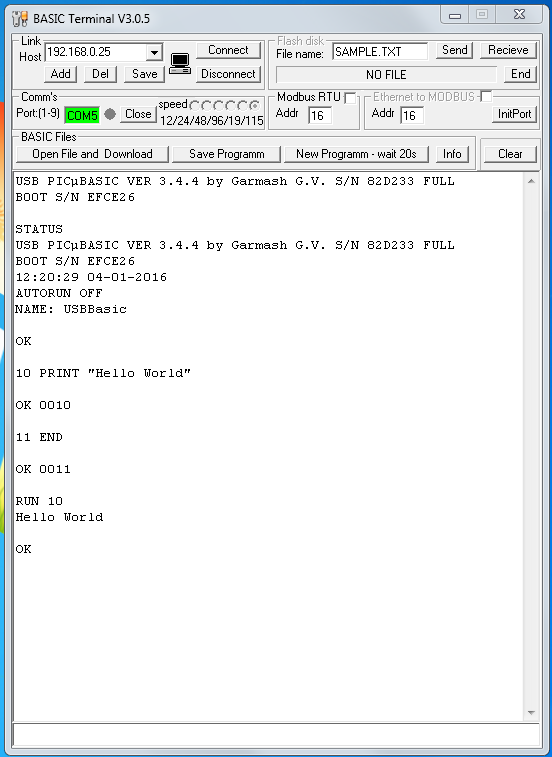 BASIC Terminal V3.0.5
Link
Host 192.168.0.25
Connect
Add Del Save Disconnect
Flash disk
File name: SAMPLE.TXT Send Recieve
NO FILE End
Comm's
Port:(1-9) COM5 Close speed
12/24/48/96/19/115
Modbus RTU
Addr 16
Ethernet to MODBUS
Addr 16 InitPort
BASIC Files
Open File and Download Save Programm New Programm - wait 20s Info Clear
USB PICµBASIC VER 3.4.4 by Garmash G.V. S/N 82D233 FULL
BOOT S/N EFCE26
STATUS
USB PICµBASIC VER 3.4.4 by Garmash G.V. S/N 82D233 FULL
BOOT S/N EFCE26
12:20:29 04-01-2016
AUTORUN OFF
NAME: USBBasic
OK
10 PRINT "Hello World"
OK 0010
11 END
OK 0011
RUN 10
Hello World
OK